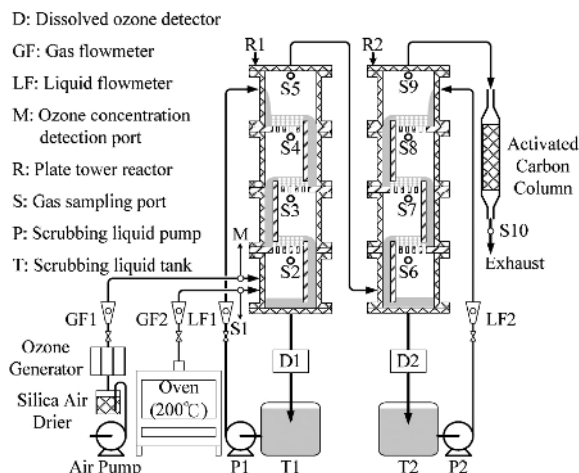 D: Dissolved ozone detector
GF: Gas flowmeter
LF: Liquid flowmeter
M: Ozone concentration
detection port
R: Plate tower reactor
S: Gas sampling port
P: Scrubbing liquid pump
T: Scrubbing liquid tank
R1
R2
S5
S9
S4
S8
S3
S7
M
S2
S6
S1
Activated
Carbon
Column
S10
Exhaust
GF1
GF2
LF1
LF2
Ozone
Generator
D1
D2
Silica Air
Drier
Oven
(200℃)
Air Pump
P1
T1
T2
P2